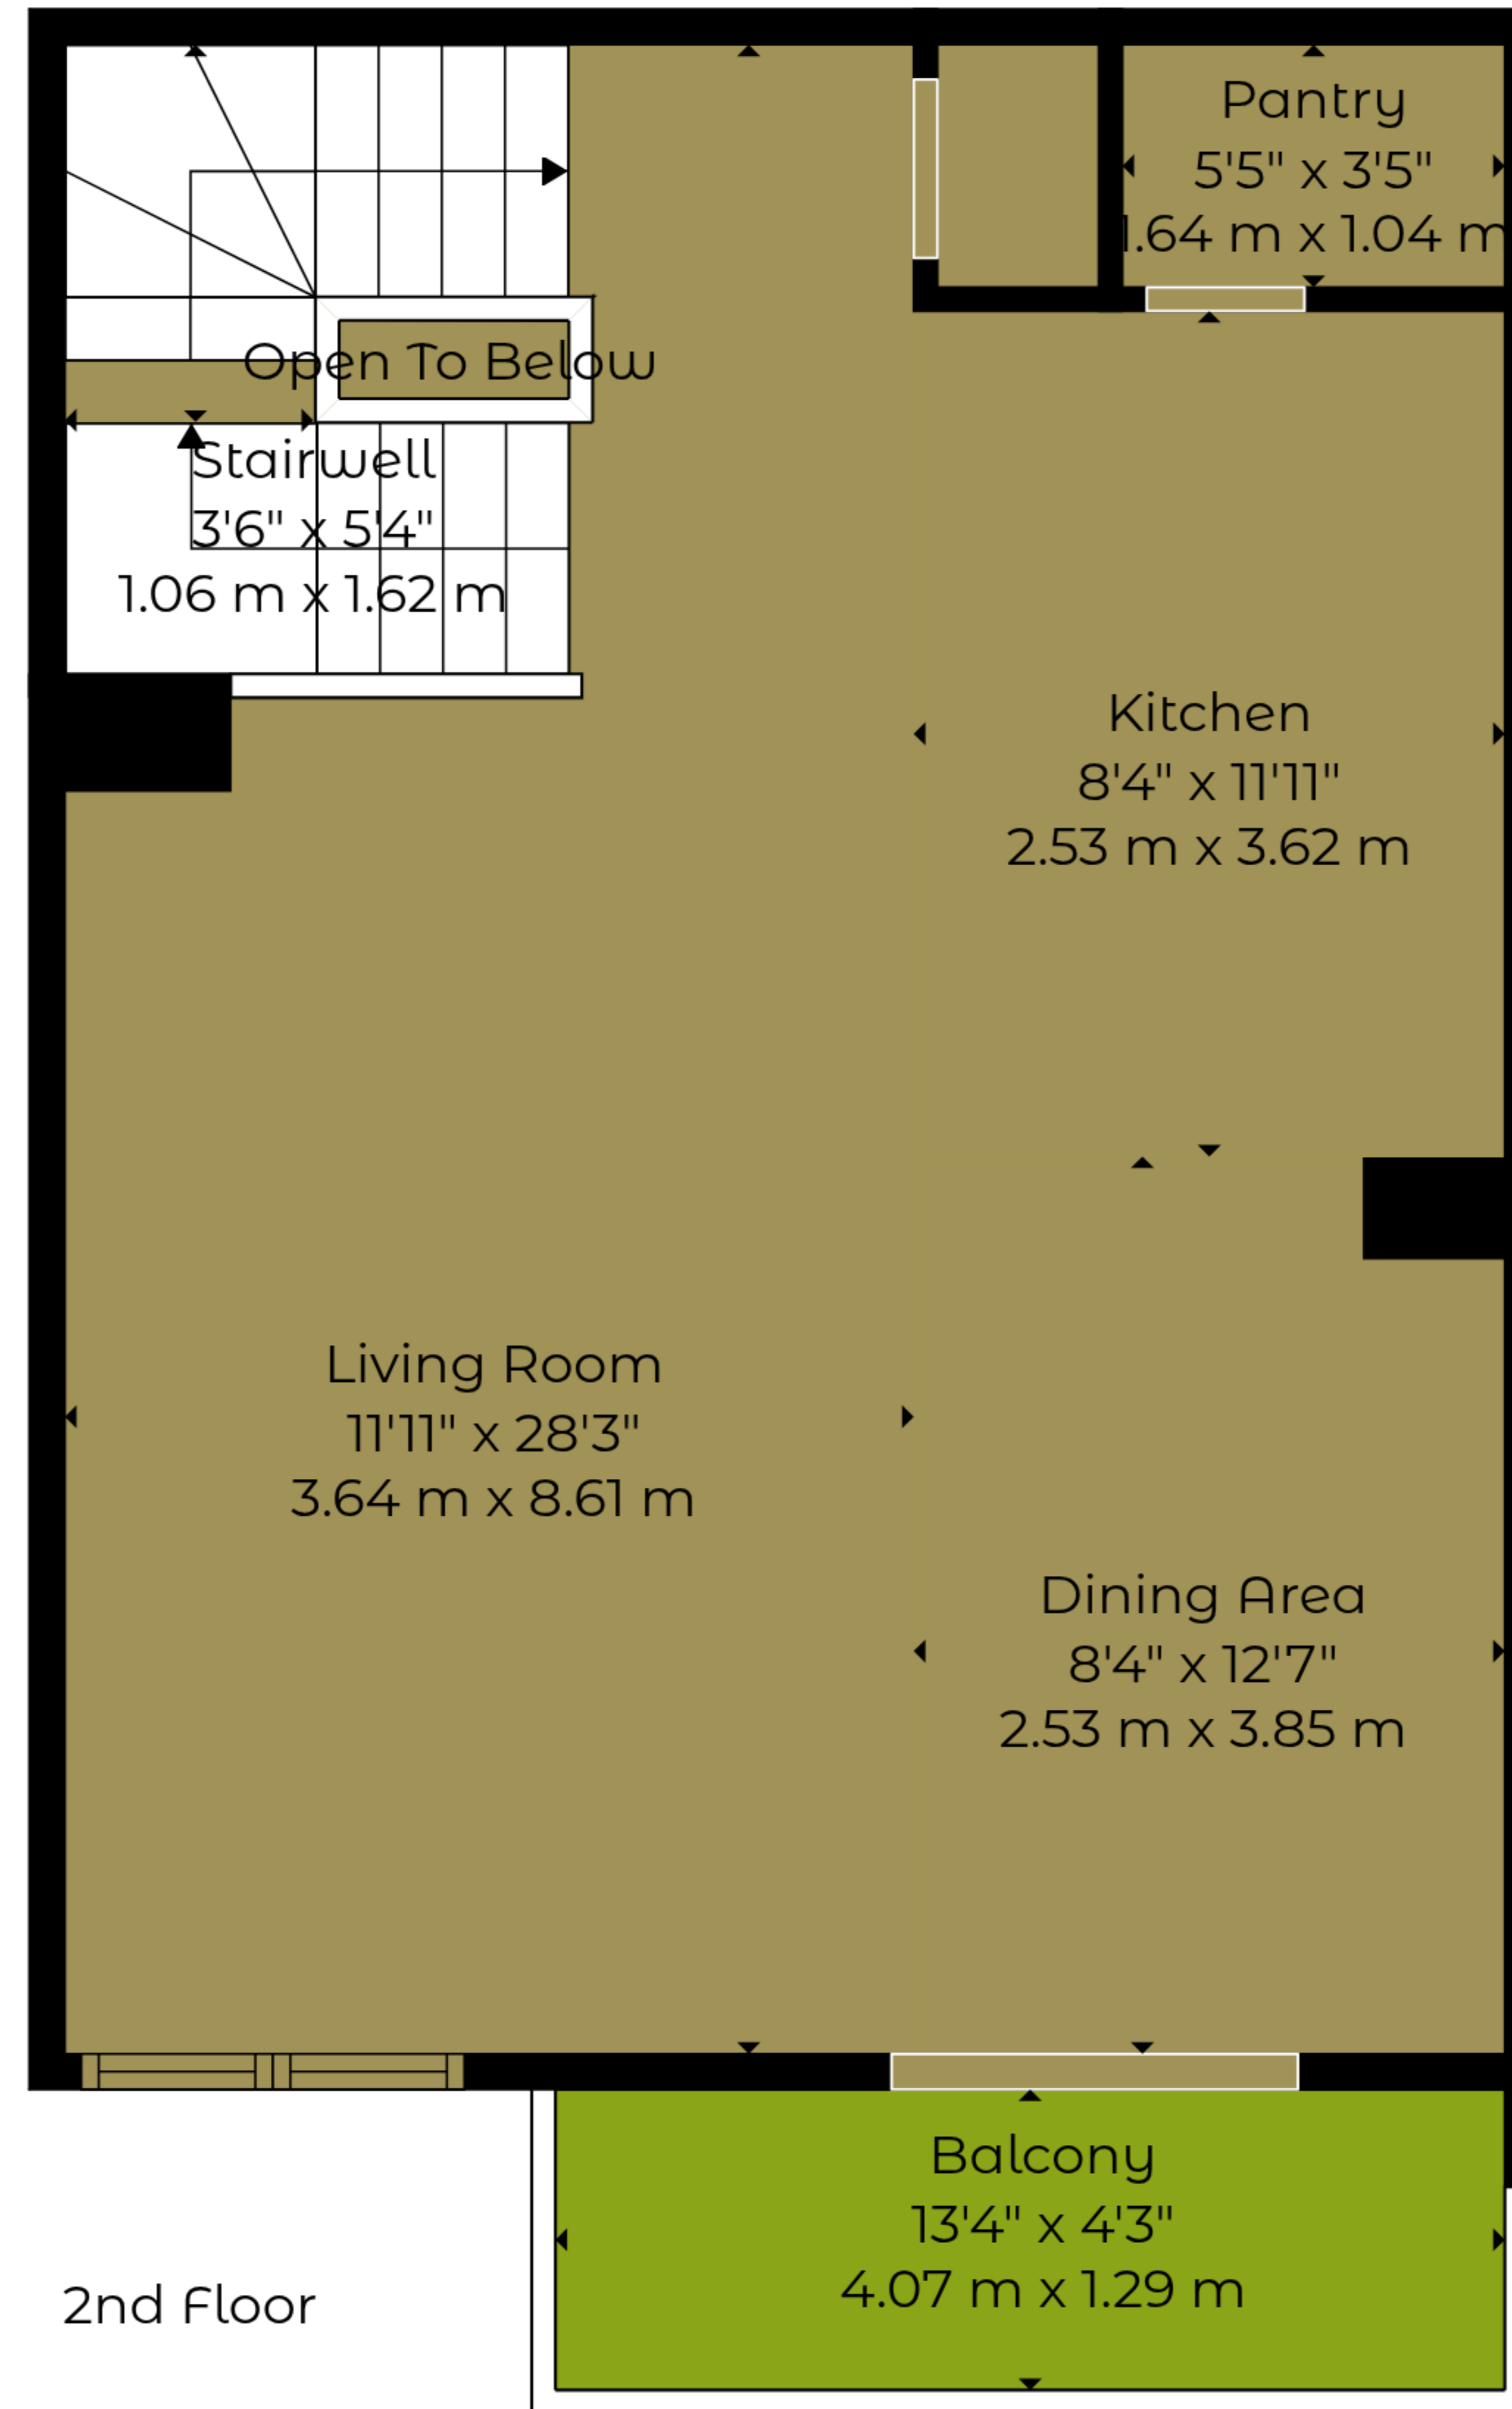 Pantry
5'5" x 3'5"
1.64 m x 1.04 m
Open To Below
Stairwell
3'6" x 5'4"
1.06 m x 1.62 m
Kitchen
8'4" x 11'11"
2.53 m x 3.62 m
Living Room
11'11" x 28'3"
3.64 m x 8.61 m
Dining Area
8'4" x 12'7"
2.53 m x 3.85 m
Balcony
13'4" x 4'3"
4.07 m x 1.29 m
2nd Floor